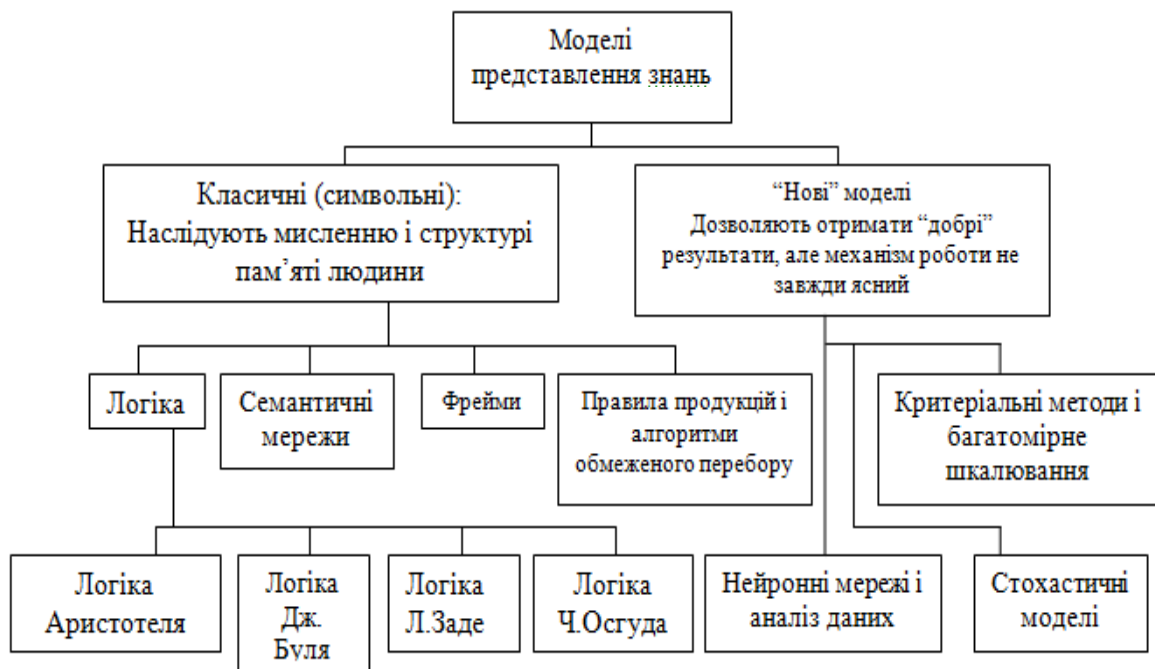 Моделі
представлення знань
Класичні (символьні):
Наслідують мисленню і структурі
пам’яті людини
“Нові” моделі
Дозволяють отримати “добрі”
результати, але механізм роботи не
завжди ясний
Логіка
Семантичні
мережи
Фрейми
Правила продукцій і
алгоритми
обмеженого перебору
Критеріальні методи і
багатомірне
шкалювання
Логіка
Аристотеля
Логіка
Дж.
Буля
Логіка
Л.Заде
Логіка
Ч.Осгуда
Нейронні мережі і
аналіз даних
Стохастичні
моделі